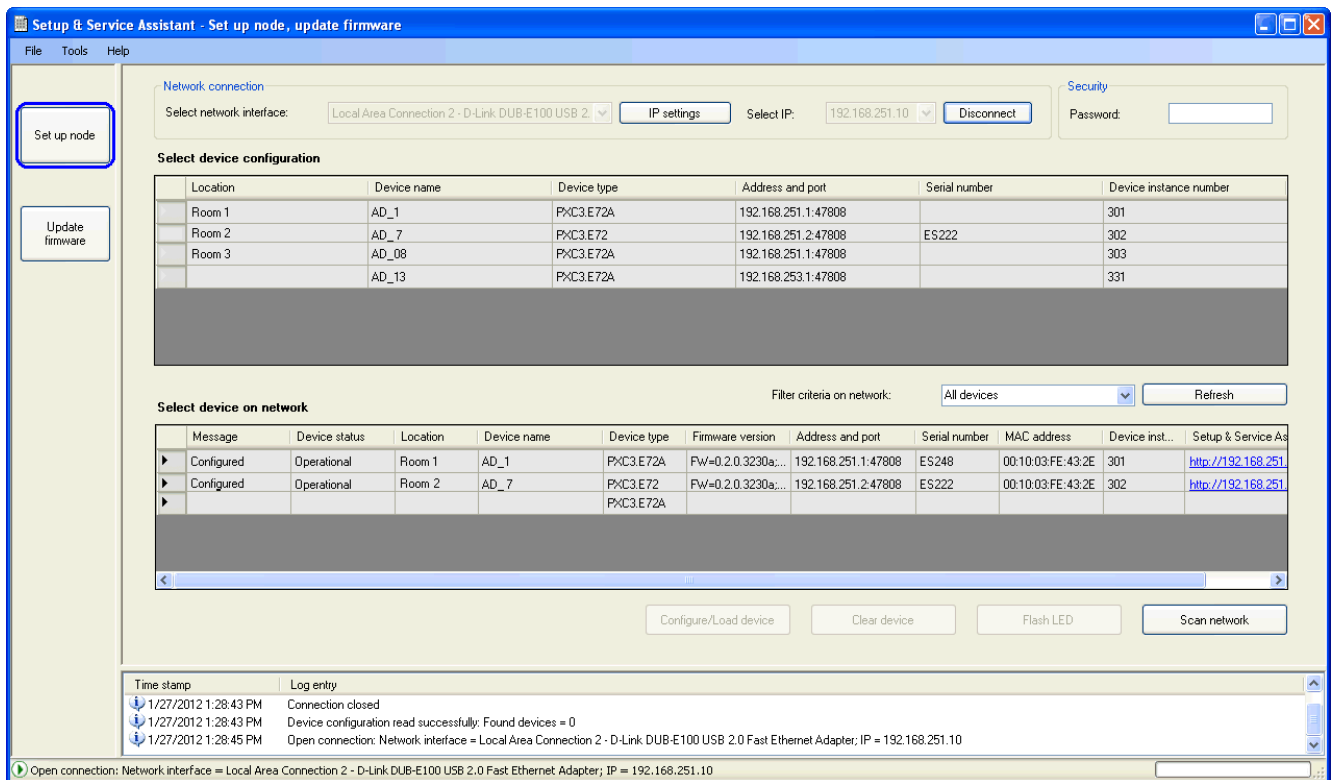 Setup & Service Assistant - Set up node, update firmware
File Tools Help
Set up node
Update
firmware
Network connection
Select network interface: Local Area Connection 2 - D-Link DUB-E100 USB 2. IP settings Select IP: 192.168.251.10 Disconnect
Security
Password:
Select device configuration
Location Device name Device type Address and port Serial number Device instance number
Room 1 AD_1 PXC3.E72A 192.168.251.1:47808 301
Room 2 AD_7 PXC3.E72 192.168.251.2:47808 ES222 302
Room 3 AD_08 PXC3.E72A 192.168.251.1:47808 303
AD_13 PXC3.E72A 192.168.253.1:47808 331
Filter criteria on network: All devices Refresh
Select device on network
Message Device status Location Device name Device type Firmware version Address and port Serial number MAC address Device inst... Setup & Service As
Configured Operational Room 1 AD_1 PXC3.E72A FW=0.2.0.3230a;... 192.168.251.1:47808 ES248 00:10:03:FE:43:2E 301 http://192.168.251.
Configured Operational Room 2 AD_7 PXC3.E72 FW=0.2.0.3230a;... 192.168.251.2:47808 ES222 00:10:03:FE:43:2E 302 http://192.168.251.
PXC3.E72A
Configure/Load device Clear device Flash LED Scan network
Time stamp Log entry
1/27/2012 1:28:43 PM Connection closed
1/27/2012 1:28:43 PM Device configuration read successfully: Found devices = 0
1/27/2012 1:28:45 PM Open connection: Network interface = Local Area Connection 2 - D-Link DUB-E100 USB 2.0 Fast Ethernet Adapter; IP = 192.168.251.10
Open connection: Network interface = Local Area Connection 2 - D-Link DUB-E100 USB 2.0 Fast Ethernet Adapter; IP = 192.168.251.10